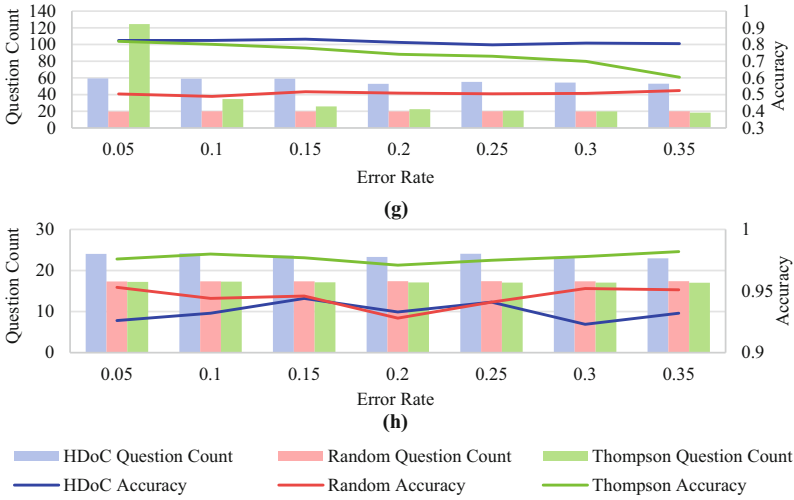 140 1
120 0.9
100 0.8
80 0.7
60 0.6
40 0.5
20 0.4
0 0.3
Question Count
Accuracy
0.05 0.1 0.15 0.2 0.25 0.3 0.35
Error Rate
(g)
30 1
20
10 0.95
0 0.9
Question Count
Accuracy
0.05 0.1 0.15 0.2 0.25 0.3 0.35
Error Rate
(h)
HDoC Question Count Random Question Count Thompson Question Count
HDoC Accuracy Random Accuracy Thompson Accuracy